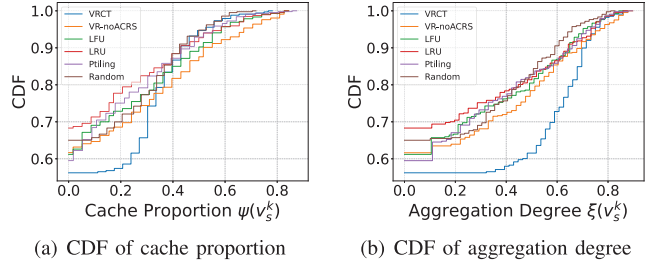 CDF
1.0
0.9
0.8
0.7
0.6
VRCT
VR-noACRS
LFU
LRU
Ptiling
Random
0.0 0.2 0.4 0.6 0.8
Cache Proportion ψ(v_s^k)
(a) CDF of cache proportion
CDF
1.0
0.9
0.8
0.7
0.6
VRCT
VR-noACRS
LFU
LRU
Ptiling
Random
0.0 0.2 0.4 0.6 0.8
Aggregation Degree ξ(v_s^k)
(b) CDF of aggregation degree